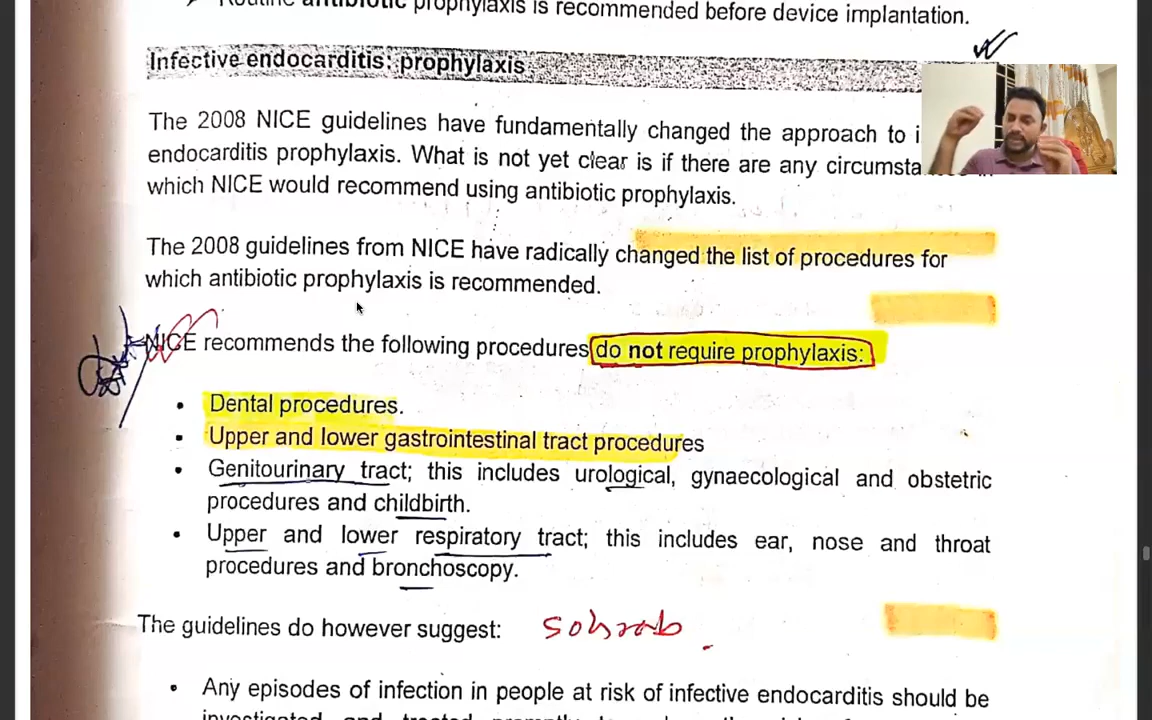 antibiotic prophylaxis is recommended before device implantation.
Infective endocarditis: prophylaxis
The 2008 NICE guidelines have fundamentally changed the approach to
endocarditis prophylaxis. What is not yet clear is if there are any
which NICE would recommend using antibiotic prophylaxis.
The 2008 guidelines from NICE have radically changed the list of procedures for
which antibiotic prophylaxis is recommended.
NICE recommends the following procedures do not require prophylaxis:
• Dental procedures.
• Upper and lower gastrointestinal tract procedures
• Genitourinary tract; this includes urological, gynaecological and obstetric
procedures and childbirth.
• Upper and lower respiratory tract; this includes ear, nose and throat
procedures and bronchoscopy.
The guidelines do however suggest: sohrab
• Any episodes of infection in people at risk of infective endocarditis should be